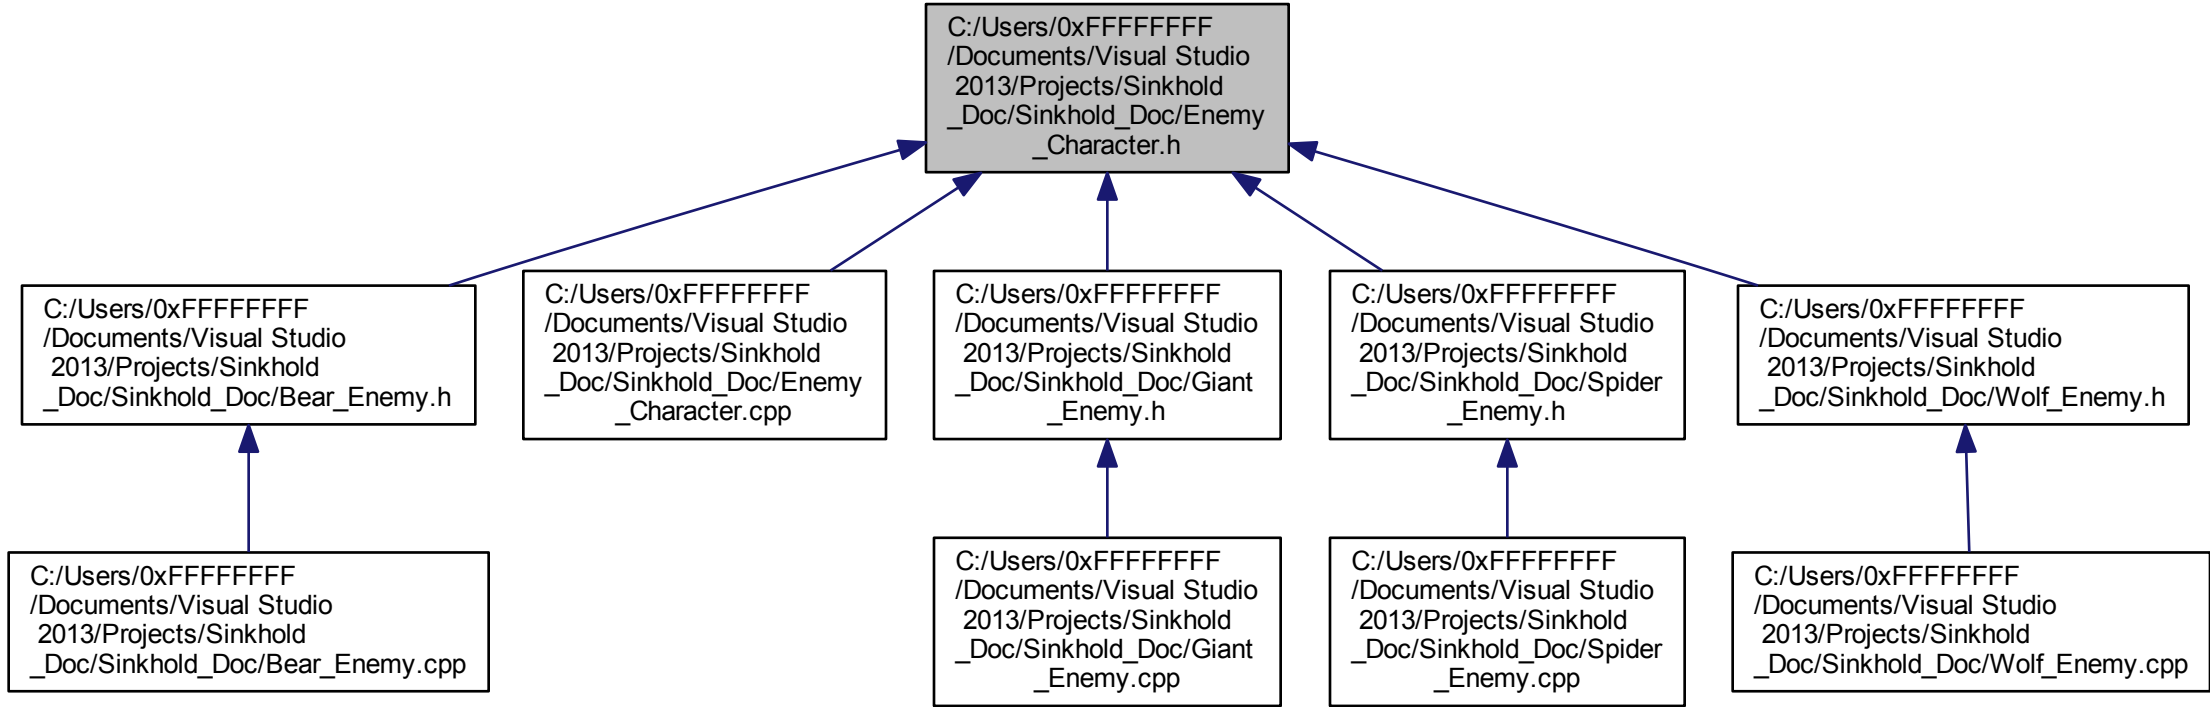 C:/Users/0xFFFFFFFF
/Documents/Visual Studio
2013/Projects/Sinkhold
_Doc/Sinkhold_Doc/Enemy
_Character.h
C:/Users/0xFFFFFFFF
/Documents/Visual Studio
2013/Projects/Sinkhold
_Doc/Sinkhold_Doc/Bear_Enemy.h
C:/Users/0xFFFFFFFF
/Documents/Visual Studio
2013/Projects/Sinkhold
_Doc/Sinkhold_Doc/Enemy
_Character.cpp
C:/Users/0xFFFFFFFF
/Documents/Visual Studio
2013/Projects/Sinkhold
_Doc/Sinkhold_Doc/Giant
_Enemy.h
C:/Users/0xFFFFFFFF
/Documents/Visual Studio
2013/Projects/Sinkhold
_Doc/Sinkhold_Doc/Spider
_Enemy.h
C:/Users/0xFFFFFFFF
/Documents/Visual Studio
2013/Projects/Sinkhold
_Doc/Sinkhold_Doc/Wolf_Enemy.h
C:/Users/0xFFFFFFFF
/Documents/Visual Studio
2013/Projects/Sinkhold
_Doc/Sinkhold_Doc/Bear_Enemy.cpp
C:/Users/0xFFFFFFFF
/Documents/Visual Studio
2013/Projects/Sinkhold
_Doc/Sinkhold_Doc/Giant
_Enemy.cpp
C:/Users/0xFFFFFFFF
/Documents/Visual Studio
2013/Projects/Sinkhold
_Doc/Sinkhold_Doc/Spider
_Enemy.cpp
C:/Users/0xFFFFFFFF
/Documents/Visual Studio
2013/Projects/Sinkhold
_Doc/Sinkhold_Doc/Wolf_Enemy.cpp